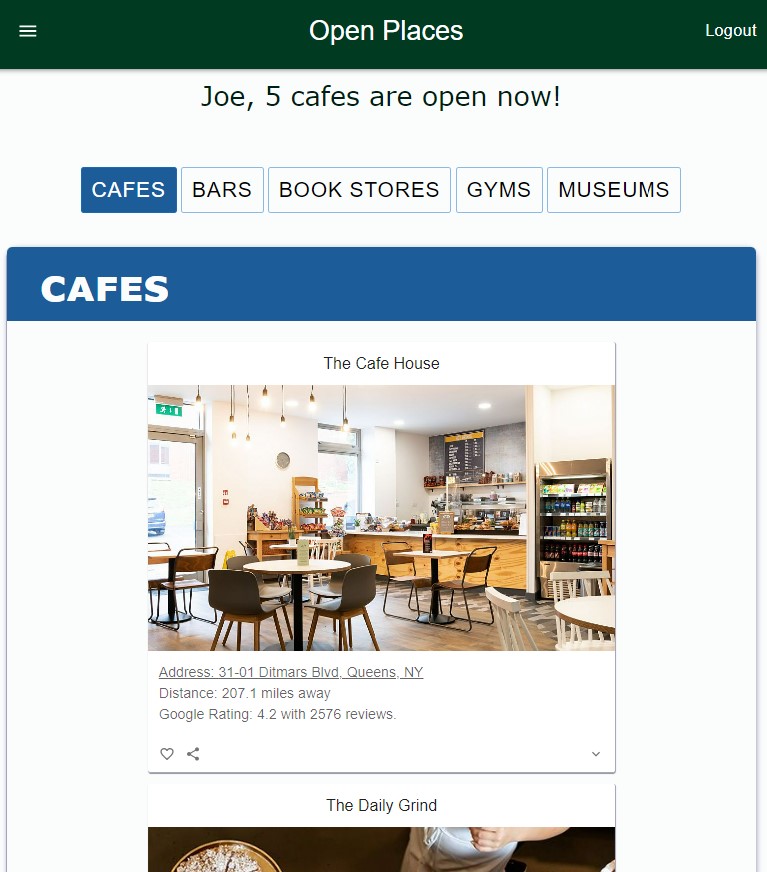 Open Places
Logout
Joe, 5 cafes are open now!
CAFES
BARS
BOOK STORES
GYMS
MUSEUMS
CAFES
The Cafe House
Address: 31-01 Ditmars Blvd, Queens, NY
Distance: 207.1 miles away
Google Rating: 4.2 with 2576 reviews.
The Daily Grind